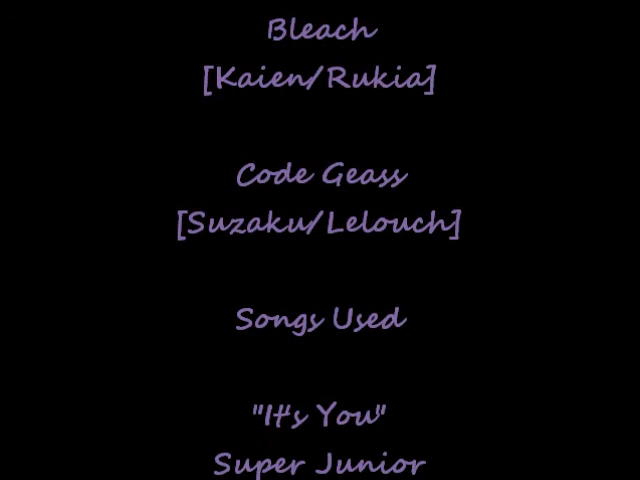 Bleach
[Kaien/Rukia]
Code Geass
[Suzaku/Lelouch]
Songs Used
"It's You"
Super Junior